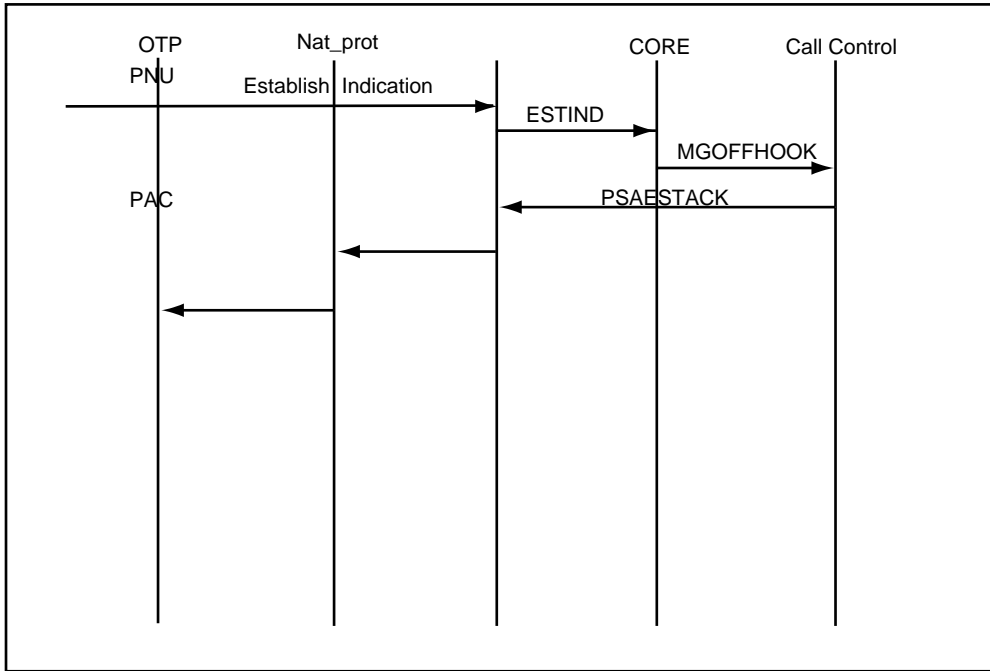 OTP
Nat_prot
CORE
Call Control
PNU
Establish Indication
ESTIND
MGOFFHOOK
PAC
PSAESTACK